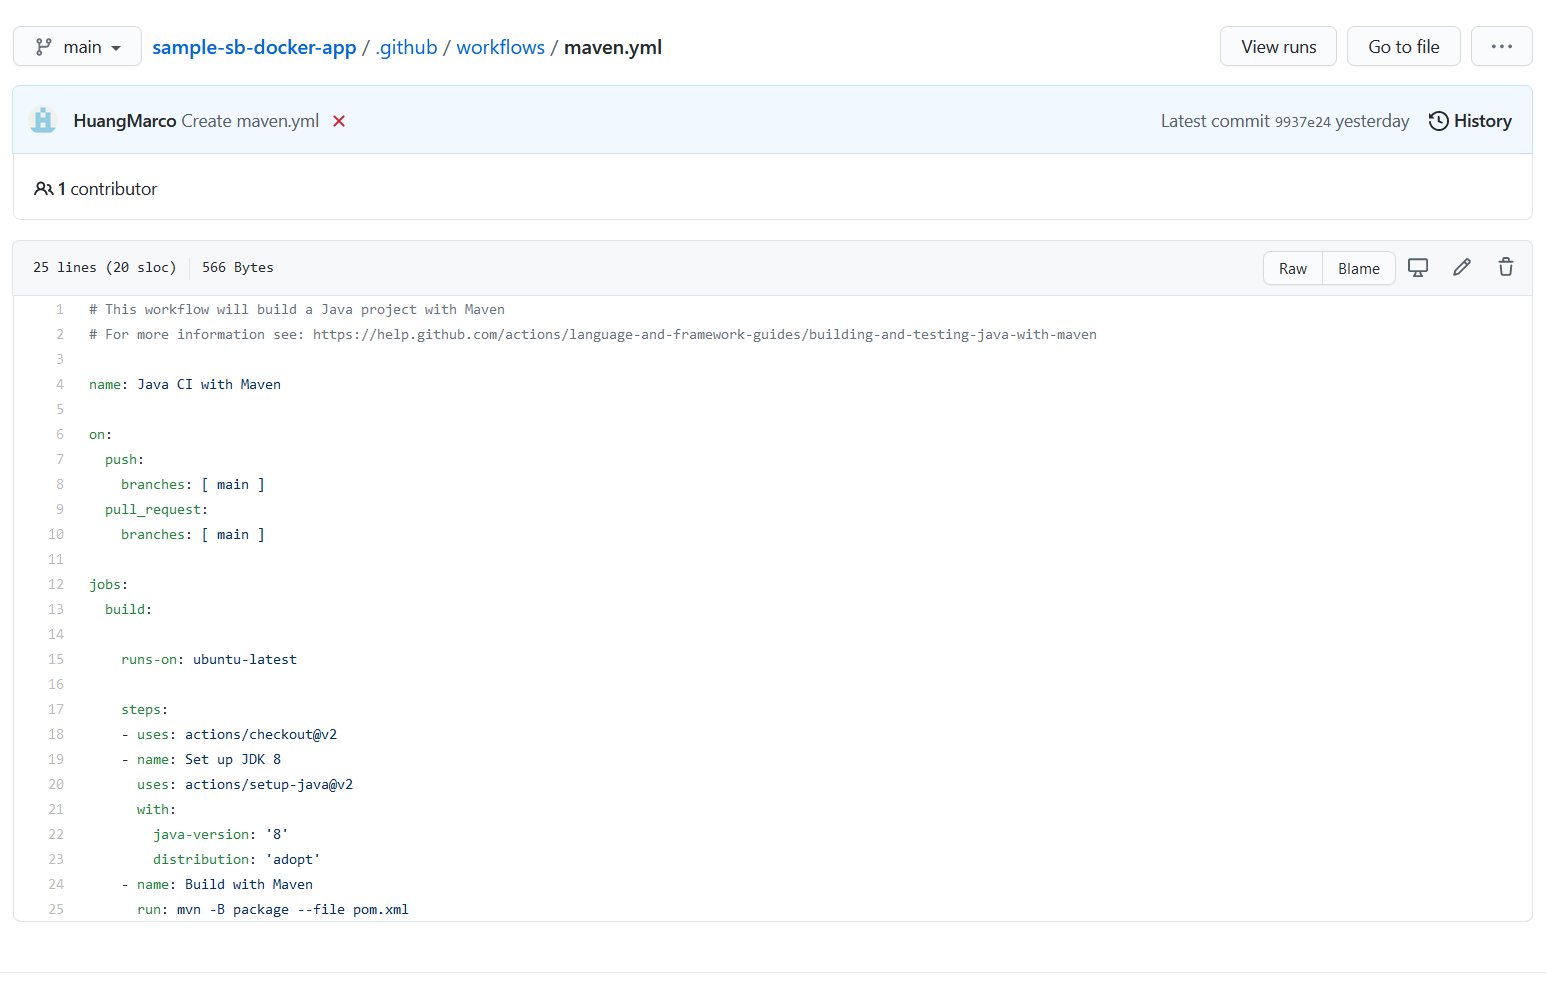 main
sample-sb-docker-app / .github / workflows / maven.yml
View runs
Go to file
HuangMarco Create maven.yml
Latest commit 9937e24 yesterday
History
1 contributor
25 lines (20 sloc) 566 Bytes
Raw
Blame
1 # This workflow will build a Java project with Maven
2 # For more information see: https://help.github.com/actions/language-and-framework-guides/building-and-testing-java-with-maven
3
4 name: Java CI with Maven
5
6 on:
7 push:
8 branches: [ main ]
9 pull_request:
10 branches: [ main ]
11
12 jobs:
13 build:
14
15 runs-on: ubuntu-latest
16
17 steps:
18 - uses: actions/checkout@v2
19 - name: Set up JDK 8
20 uses: actions/setup-java@v2
21 with:
22 java-version: '8'
23 distribution: 'adopt'
24 - name: Build with Maven
25 run: mvn -B package --file pom.xml